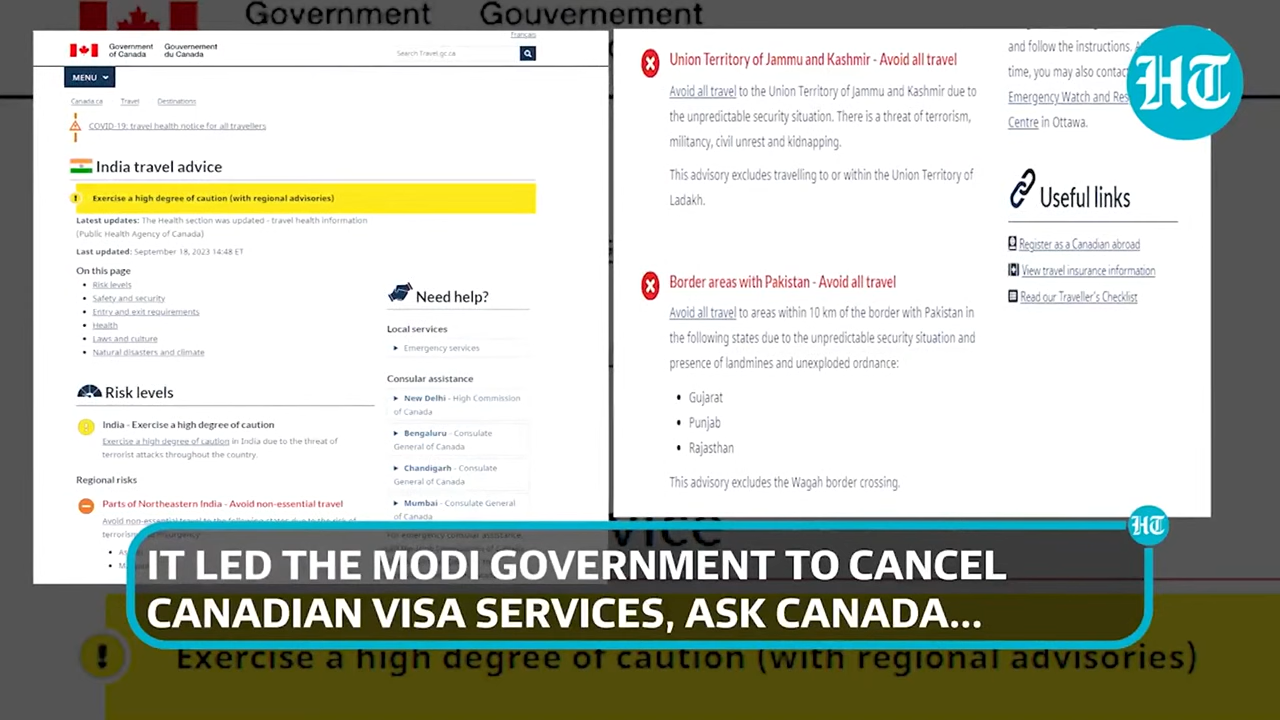 Government Gouvernement
Français
Government
of Canada
Gouvernement
du Canada
Search Travel.gc.ca
MENU
Canada.ca Travel Destinations
COVID-19: travel health notice for all travellers
India travel advice
Exercise a high degree of caution (with regional advisories)
Latest updates: The Health section was updated - travel health information
(Public Health Agency of Canada)
Last updated: September 18, 2023 14:48 ET
On this page
Risk levels
Safety and security
Entry and exit requirements
Health
Laws and culture
Natural disasters and climate
Risk levels
India - Exercise a high degree of caution
Exercise a high degree of caution in India due to the threat of
terrorist attacks throughout the country.
Regional risks
Parts of Northeastern India - Avoid non-essential travel
Need help?
Local services
Emergency services
Consular assistance
New Delhi - High Commission
of Canada
Bengaluru - Consulate
General of Canada
Chandigarh - Consulate
General of Canada
Mumbai - Consulate General
of Canada
Union Territory of Jammu and Kashmir - Avoid all travel
Avoid all travel to the Union Territory of Jammu and Kashmir due to
the unpredictable security situation. There is a threat of terrorism,
militancy, civil unrest and kidnapping.
This advisory excludes travelling to or within the Union Territory of
Ladakh.
Border areas with Pakistan - Avoid all travel
Avoid all travel to areas within 10 km of the border with Pakistan in
the following states due to the unpredictable security situation and
presence of landmines and unexploded ordnance:
Gujarat
Punjab
Rajasthan
This advisory excludes the Wagah border crossing.
and follow the instructions.
time, you may also contact
Emergency Watch and
Centre in Ottawa.
Useful links
Register as a Canadian abroad
View travel insurance information
Read our Traveller's Checklist
HT
HT
IT LED THE MODI GOVERNMENT TO CANCEL
CANADIAN VISA SERVICES, ASK CANADA...
Exercise a high degree of caution (with regional advisories)